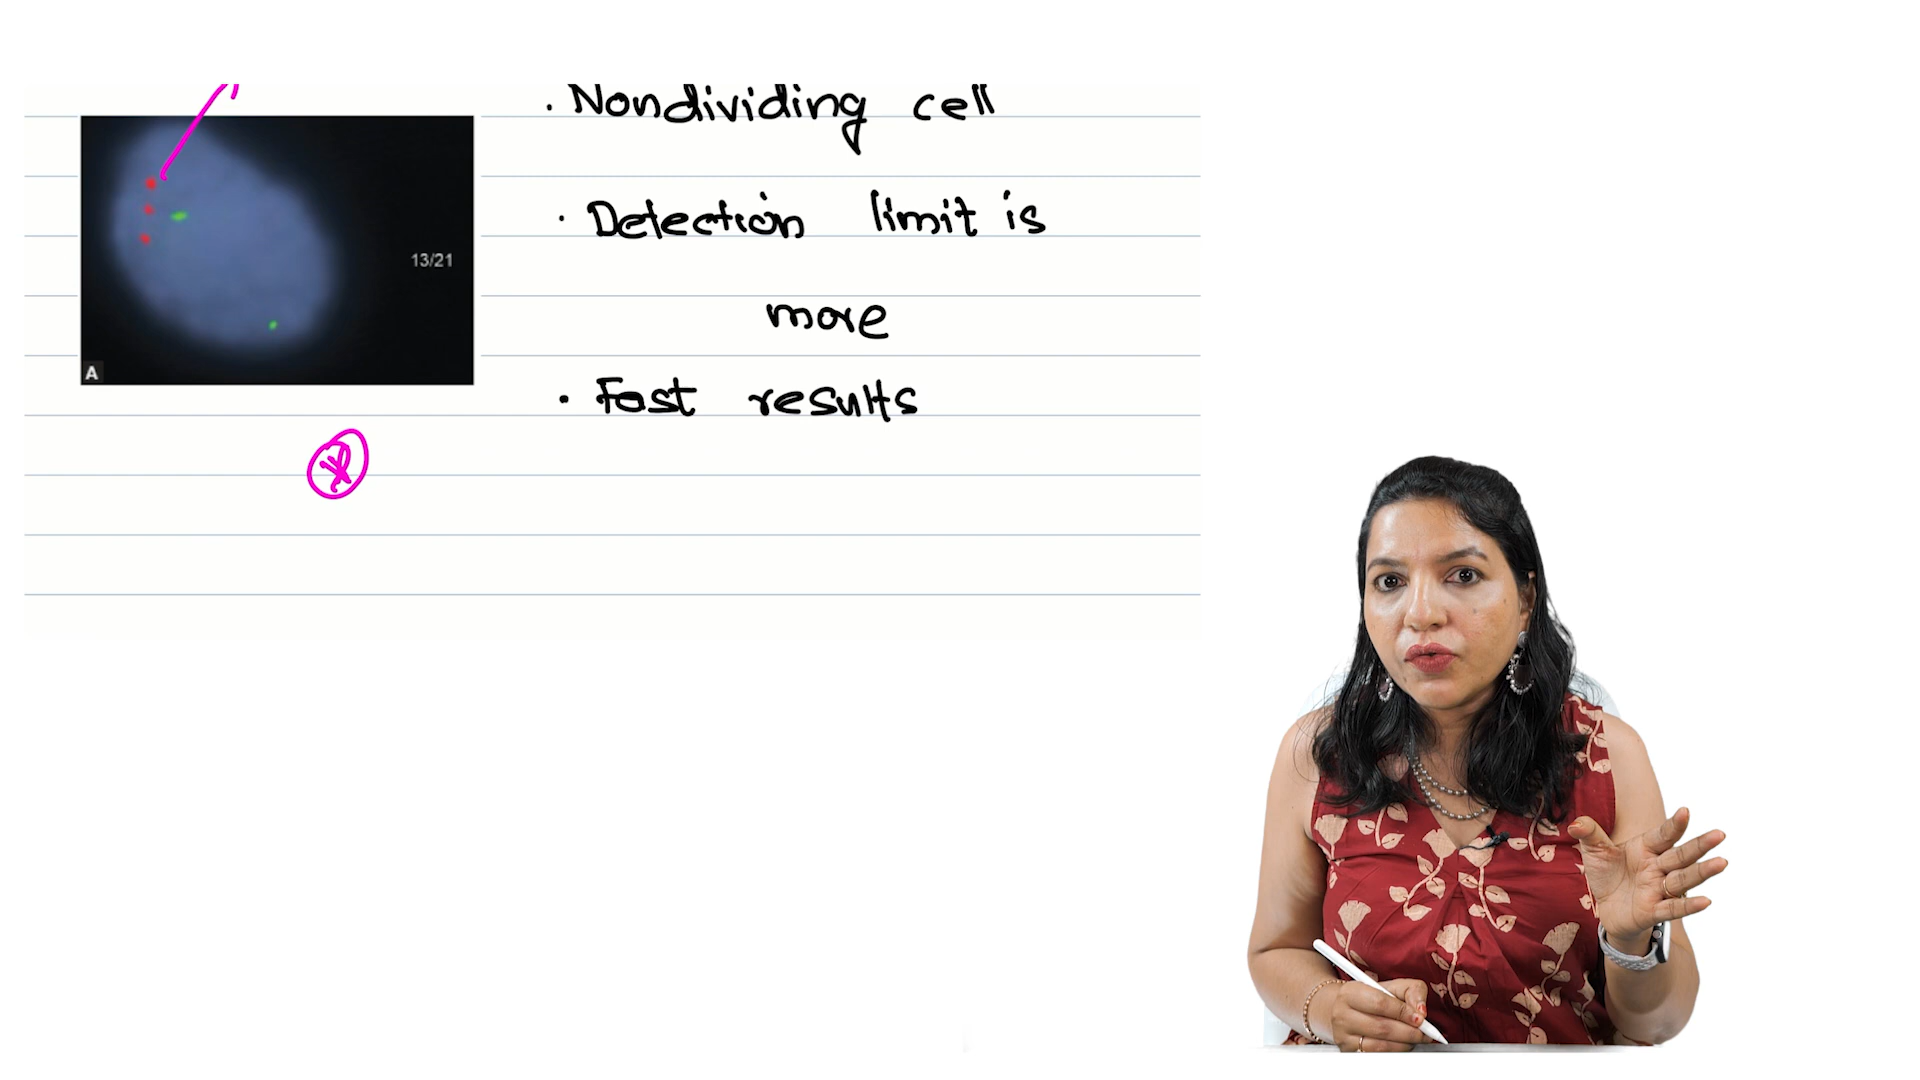 . Nondividing cell
. Detection limit is
more
. Fast results
13/21
A